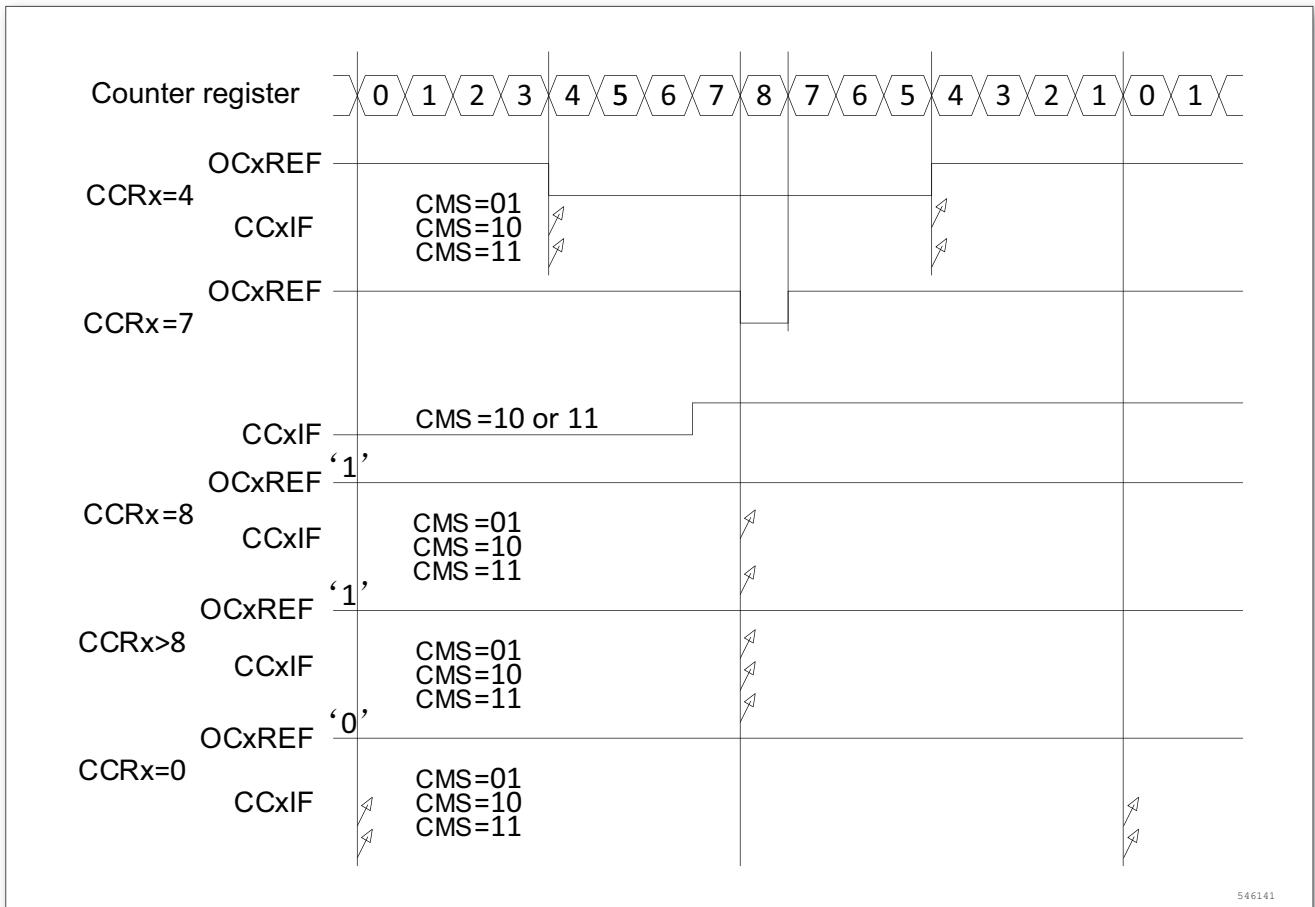 Counter register 0 1 2 3 4 5 6 7 8 7 6 5 4 3 2 1 0 1
OCxREF
CCRx=4
CCxIF
CMS=01
CMS=10
CMS=11
OCxREF
CCRx=7
CMS=10 or 11
CCxIF
‘1’
OCxREF
CCRx=8
CCxIF
CMS=01
CMS=10
CMS=11
‘1’
OCxREF
CCRx>8
CCxIF
CMS=01
CMS=10
CMS=11
‘0’
OCxREF
CCRx=0
CCxIF
CMS=01
CMS=10
CMS=11
546141